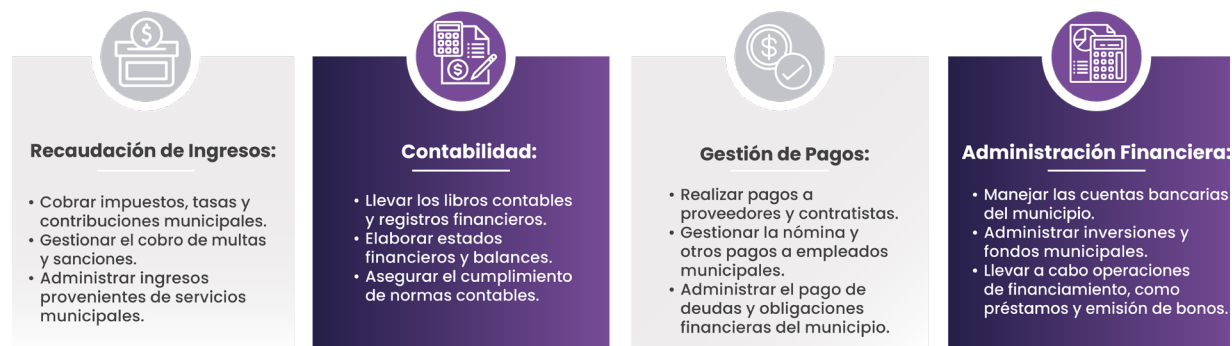 Recaudación de Ingresos:
• Cobrar impuestos, tasas y
contribuciones municipales.
• Gestionar el cobro de multas
y sanciones.
• Administrar ingresos
provenientes de servicios
municipales.
Contabilidad:
• Llevar los libros contables
y registros financieros.
• Elaborar estados
financieros y balances.
• Asegurar el cumplimiento
de normas contables.
Gestión de Pagos:
• Realizar pagos a
proveedores y contratistas.
• Gestionar la nómina y
otros pagos a empleados
municipales.
• Administrar el pago de
deudas y obligaciones
financieras del municipio.
Administración Financiera:
• Manejar las cuentas bancarias
del municipio.
• Administrar inversiones y
fondos municipales.
• Llevar a cabo operaciones
de financiamiento, como
préstamos y emisión de bonos.